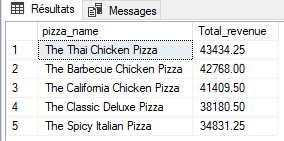 Résultats Messages
pizza_name Total_revenue
1 The Thai Chicken Pizza 43434.25
2 The Barbecue Chicken Pizza 42768.00
3 The California Chicken Pizza 41409.50
4 The Classic Deluxe Pizza 38180.50
5 The Spicy Italian Pizza 34831.25